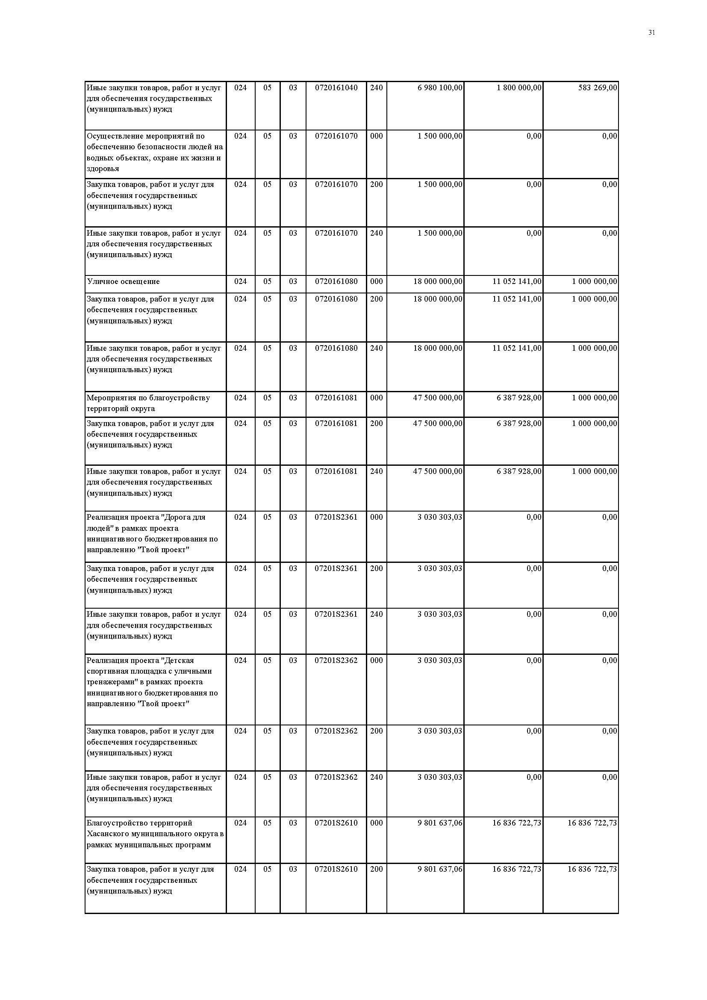 31
Иные закупки товаров, работ и услуг 024 05 03 0720161040 240 6 980 100,00 1 800 000,00 583 269,00
для обеспечения государственных
(муниципальных) нужд
Осуществление мероприятий по 024 05 03 0720161070 000 1 500 000,00 0,00 0,00
обеспечению безопасности людей на
водных объектах, охране их жизни и
здоровья
Закупка товаров, работ и услуг для 024 05 03 0720161070 200 1 500 000,00 0,00 0,00
обеспечения государственных
(муниципальных) нужд
Иные закупки товаров, работ и услуг 024 05 03 0720161070 240 1 500 000,00 0,00 0,00
для обеспечения государственных
(муниципальных) нужд
Уличное освещение 024 05 03 0720161080 000 18 000 000,00 11 052 141,00 1 000 000,00
Закупка товаров, работ и услуг для 024 05 03 0720161080 200 18 000 000,00 11 052 141,00 1 000 000,00
обеспечения государственных
(муниципальных) нужд
Иные закупки товаров, работ и услуг 024 05 03 0720161080 240 18 000 000,00 11 052 141,00 1 000 000,00
для обеспечения государственных
(муниципальных) нужд
Мероприятия по благоустройству 024 05 03 0720161081 000 47 500 000,00 6 387 928,00 1 000 000,00
территорий округа
Закупка товаров, работ и услуг для 024 05 03 0720161081 200 47 500 000,00 6 387 928,00 1 000 000,00
обеспечения государственных
(муниципальных) нужд
Иные закупки товаров, работ и услуг 024 05 03 0720161081 240 47 500 000,00 6 387 928,00 1 000 000,00
для обеспечения государственных
(муниципальных) нужд
Реализация проекта "Дорога для 024 05 03 07201S2361 000 3 030 303,03 0,00 0,00
людей" в рамках проекта
инициативного бюджетирования по
направлению "Твой проект"
Закупка товаров, работ и услуг для 024 05 03 07201S2361 200 3 030 303,03 0,00 0,00
обеспечения государственных
(муниципальных) нужд
Иные закупки товаров, работ и услуг 024 05 03 07201S2361 240 3 030 303,03 0,00 0,00
для обеспечения государственных
(муниципальных) нужд
Реализация проекта "Детская 024 05 03 07201S2362 000 3 030 303,03 0,00 0,00
спортивная площадка с уличными
тренажерами" в рамках проекта
инициативного бюджетирования по
направлению "Твой проект"
Закупка товаров, работ и услуг для 024 05 03 07201S2362 200 3 030 303,03 0,00 0,00
обеспечения государственных
(муниципальных) нужд
Иные закупки товаров, работ и услуг 024 05 03 07201S2362 240 3 030 303,03 0,00 0,00
для обеспечения государственных
(муниципальных) нужд
Благоустройство территорий 024 05 03 07201S2610 000 9 801 637,06 16 836 722,73 16 836 722,73
Хасанского муниципального округа в
рамках муниципальных программ
Закупка товаров, работ и услуг для 024 05 03 07201S2610 200 9 801 637,06 16 836 722,73 16 836 722,73
обеспечения государственных
(муниципальных) нужд